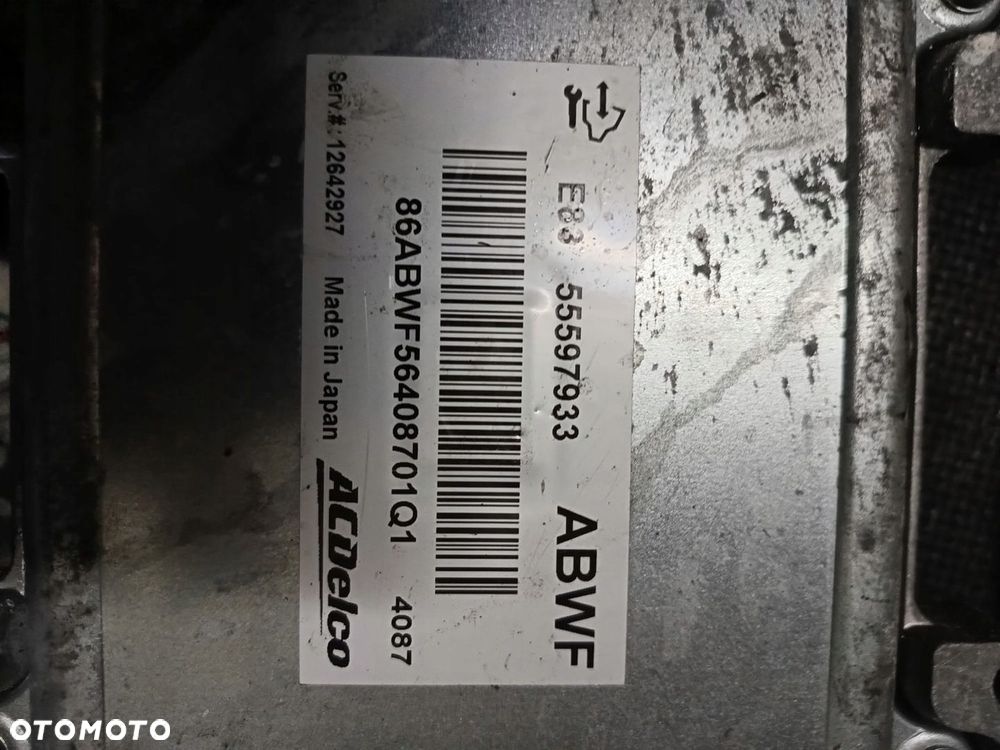 E83 55597933 ABWF
86ABWF56408701Q1 4087
Serv.#: 12642927 Made in Japan ACDelco
OTOMOTO